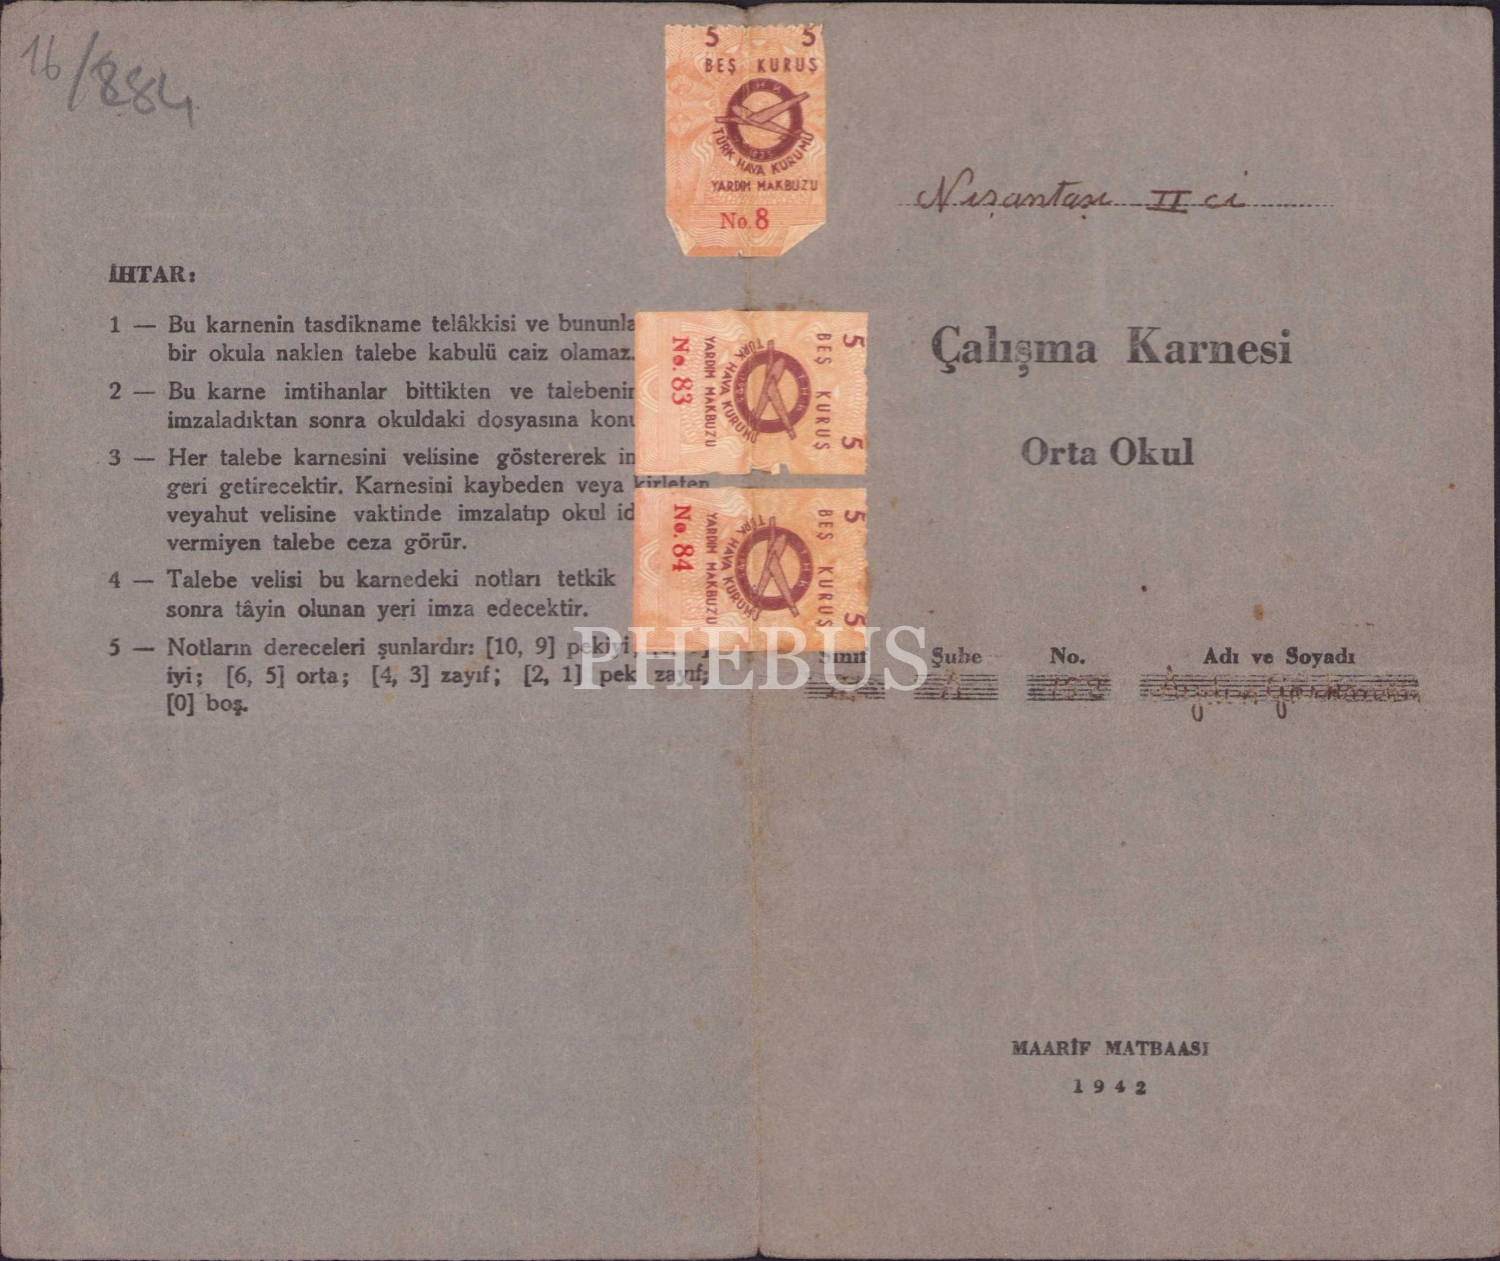 16/884
İHTAR:
1 — Bu karnenin tasdikname telâkkisi ve bununla
bir okula naklen talebe kabulü caiz olamaz.
2 — Bu karne imtihanlar bittikten ve talebenin
imzaladıktan sonra okuldaki dosyasına
3 — Her talebe karnesini velisine göstererek
geri getirecektir. Karnesini kaybeden veya kirleten
veyahut velisine vaktinde imzalatıp okul
vermiyen talebe ceza görür.
4 — Talebe velisi bu karnedeki notları tetkik
sonra tâyin olunan yeri imza edecektir.
5 — Notların dereceleri şunlardır: [10, 9] pekiyi
iyi; [6, 5] orta; [4, 3] zayıf; [2, 1] pek zayıf;
[0] boş.
5 5
BEŞ KURUŞ
THK
1925
TÜRK HAVA KURUMU
YARDIM MAKBUZU
No. 8
5 5
BEŞ KURUŞ
THK
TÜRK HAVA KURUMU
YARDIM MAKBUZU
No. 83
5 5
BEŞ KURUŞ
THK
TÜRK HAVA KURUMU
YARDIM MAKBUZU
No. 84
Nişantaşı II ci
Çalışma Karnesi
Orta Okul
Sınıf Şube No. Adı ve Soyadı
MAARİF MATBAASI
1942
PHEBUS